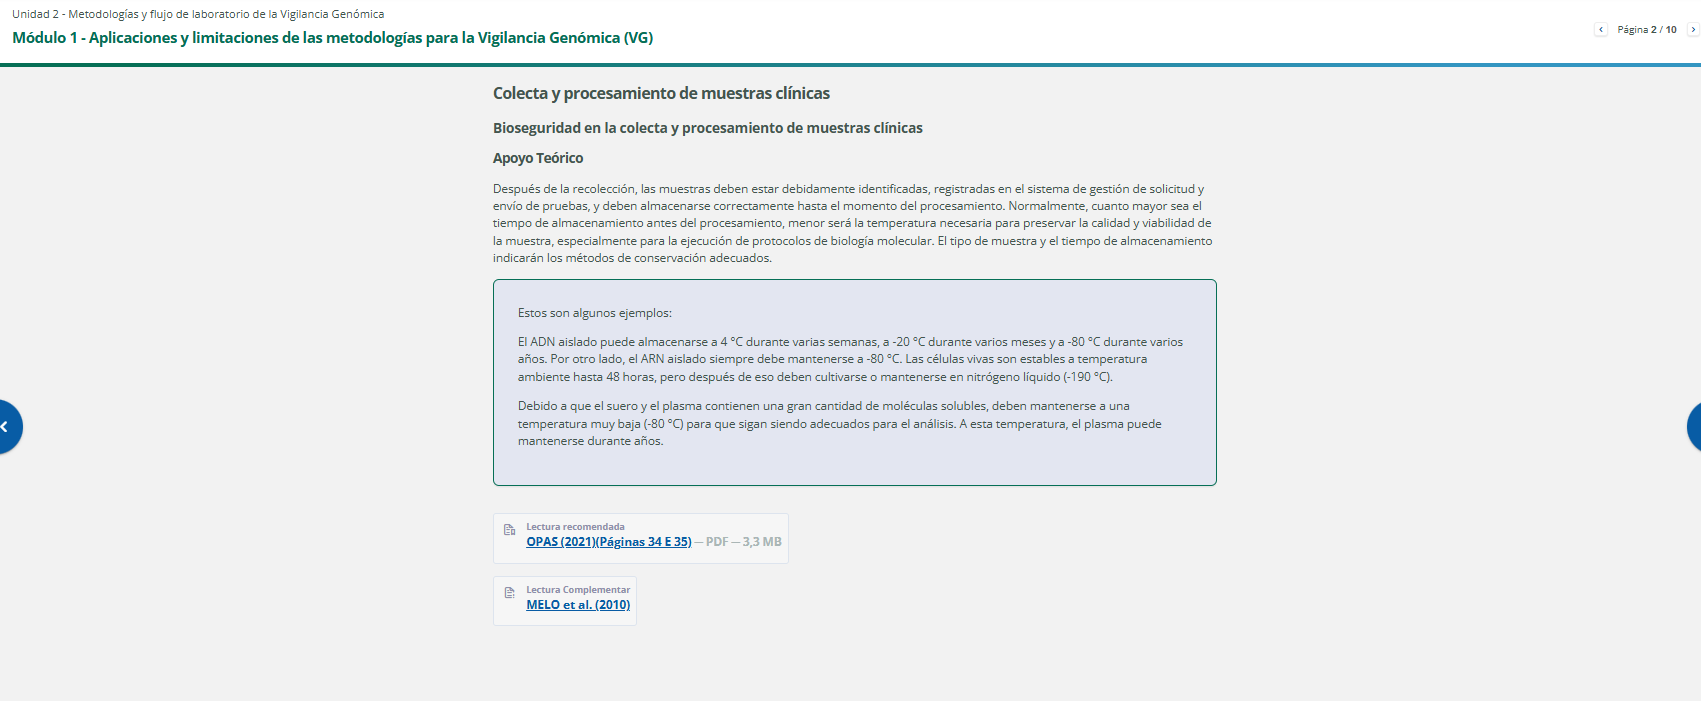 Unidad 2 - Metodologías y flujo de laboratorio de la Vigilancia Genómica
Módulo 1 - Aplicaciones y limitaciones de las metodologías para la Vigilancia Genómica (VG)
Página 2 / 10
Colecta y procesamiento de muestras clínicas
Bioseguridad en la colecta y procesamiento de muestras clínicas
Apoyo Teórico
Después de la recolección, las muestras deben estar debidamente identificadas, registradas en el sistema de gestión de solicitud y
envío de pruebas, y deben almacenarse correctamente hasta el momento del procesamiento. Normalmente, cuanto mayor sea el
tiempo de almacenamiento antes del procesamiento, menor será la temperatura necesaria para preservar la calidad y viabilidad de
la muestra, especialmente para la ejecución de protocolos de biología molecular. El tipo de muestra y el tiempo de almacenamiento
indicarán los métodos de conservación adecuados.
Estos son algunos ejemplos:
El ADN aislado puede almacenarse a 4 °C durante varias semanas, a -20 °C durante varios meses y a -80 °C durante varios
años. Por otro lado, el ARN aislado siempre debe mantenerse a -80 °C. Las células vivas son estables a temperatura
ambiente hasta 48 horas, pero después de eso deben cultivarse o mantenerse en nitrógeno líquido (-190 °C).
Debido a que el suero y el plasma contienen una gran cantidad de moléculas solubles, deben mantenerse a una
temperatura muy baja (-80 °C) para que sigan siendo adecuados para el análisis. A esta temperatura, el plasma puede
mantenerse durante años.
Lectura recomendada
OPAS (2021)(Páginas 34 E 35) — PDF — 3,3 MB
Lectura Complementar
MELO et al. (2010)